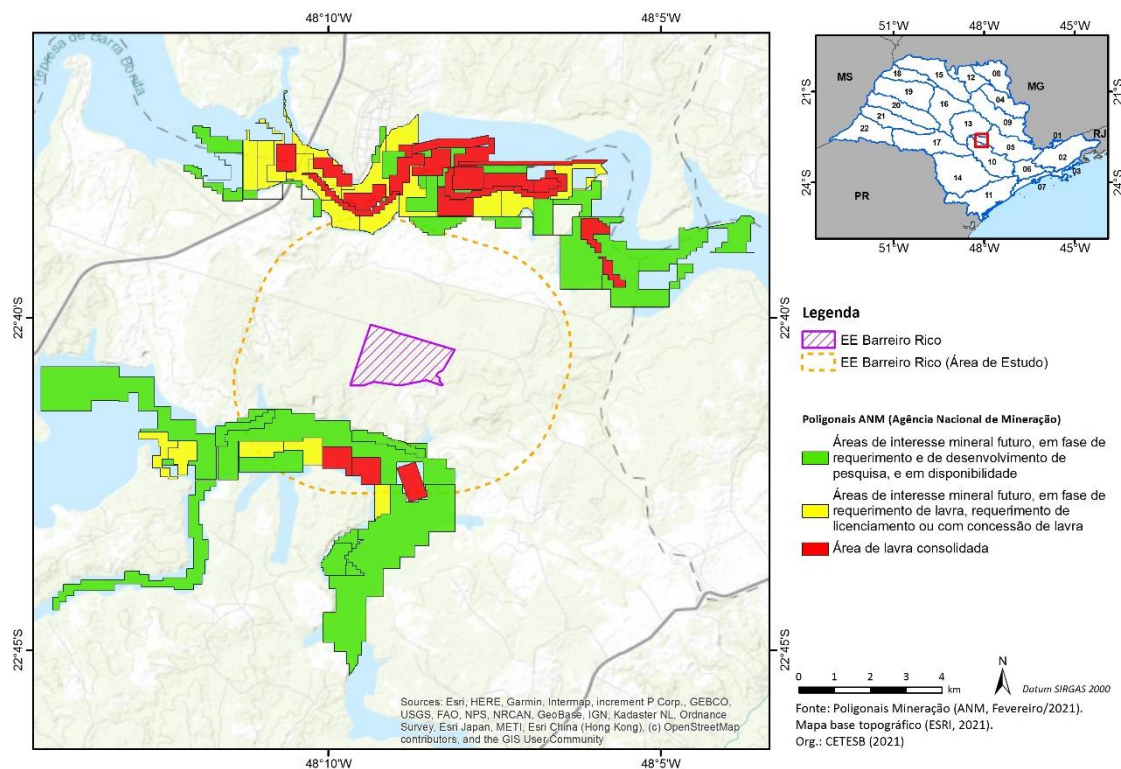 48°10'W
48°5'W
Represa de Barra Bonita
22°40'S
22°45'S
22°40'S
22°45'S
48°10'W
48°5'W
Sources: Esri, HERE, Garmin, Intermap, increment P Corp., GEBCO,
USGS, FAO, NPS, NRCAN, GeoBase, IGN, Kadaster NL, Ordnance
Survey, Esri Japan, METI, Esri China (Hong Kong), (c) OpenStreetMap
contributors, and the GIS User Community
51°W
48°W
45°W
21°S
24°S
21°S
24°S
51°W
48°W
45°W
MS
MG
RJ
PR
18
15
12
08
19
04
20
16
21
13
09
22
17
05
01
10
02
06
03
14
07
11
Legenda
EE Barreiro Rico
EE Barreiro Rico (Área de Estudo)
Poligonais ANM (Agência Nacional de Mineração)
Áreas de interesse mineral futuro, em fase de
requerimento e de desenvolvimento de
pesquisa, e em disponibilidade
Áreas de interesse mineral futuro, em fase de
requerimento de lavra, requerimento de
licenciamento ou com concessão de lavra
Área de lavra consolidada
0 1 2 3 4
km
N
Datum SIRGAS 2000
Fonte: Poligonais Mineração (ANM, Fevereiro/2021).
Mapa base topográfico (ESRI, 2021).
Org.: CETESB (2021)